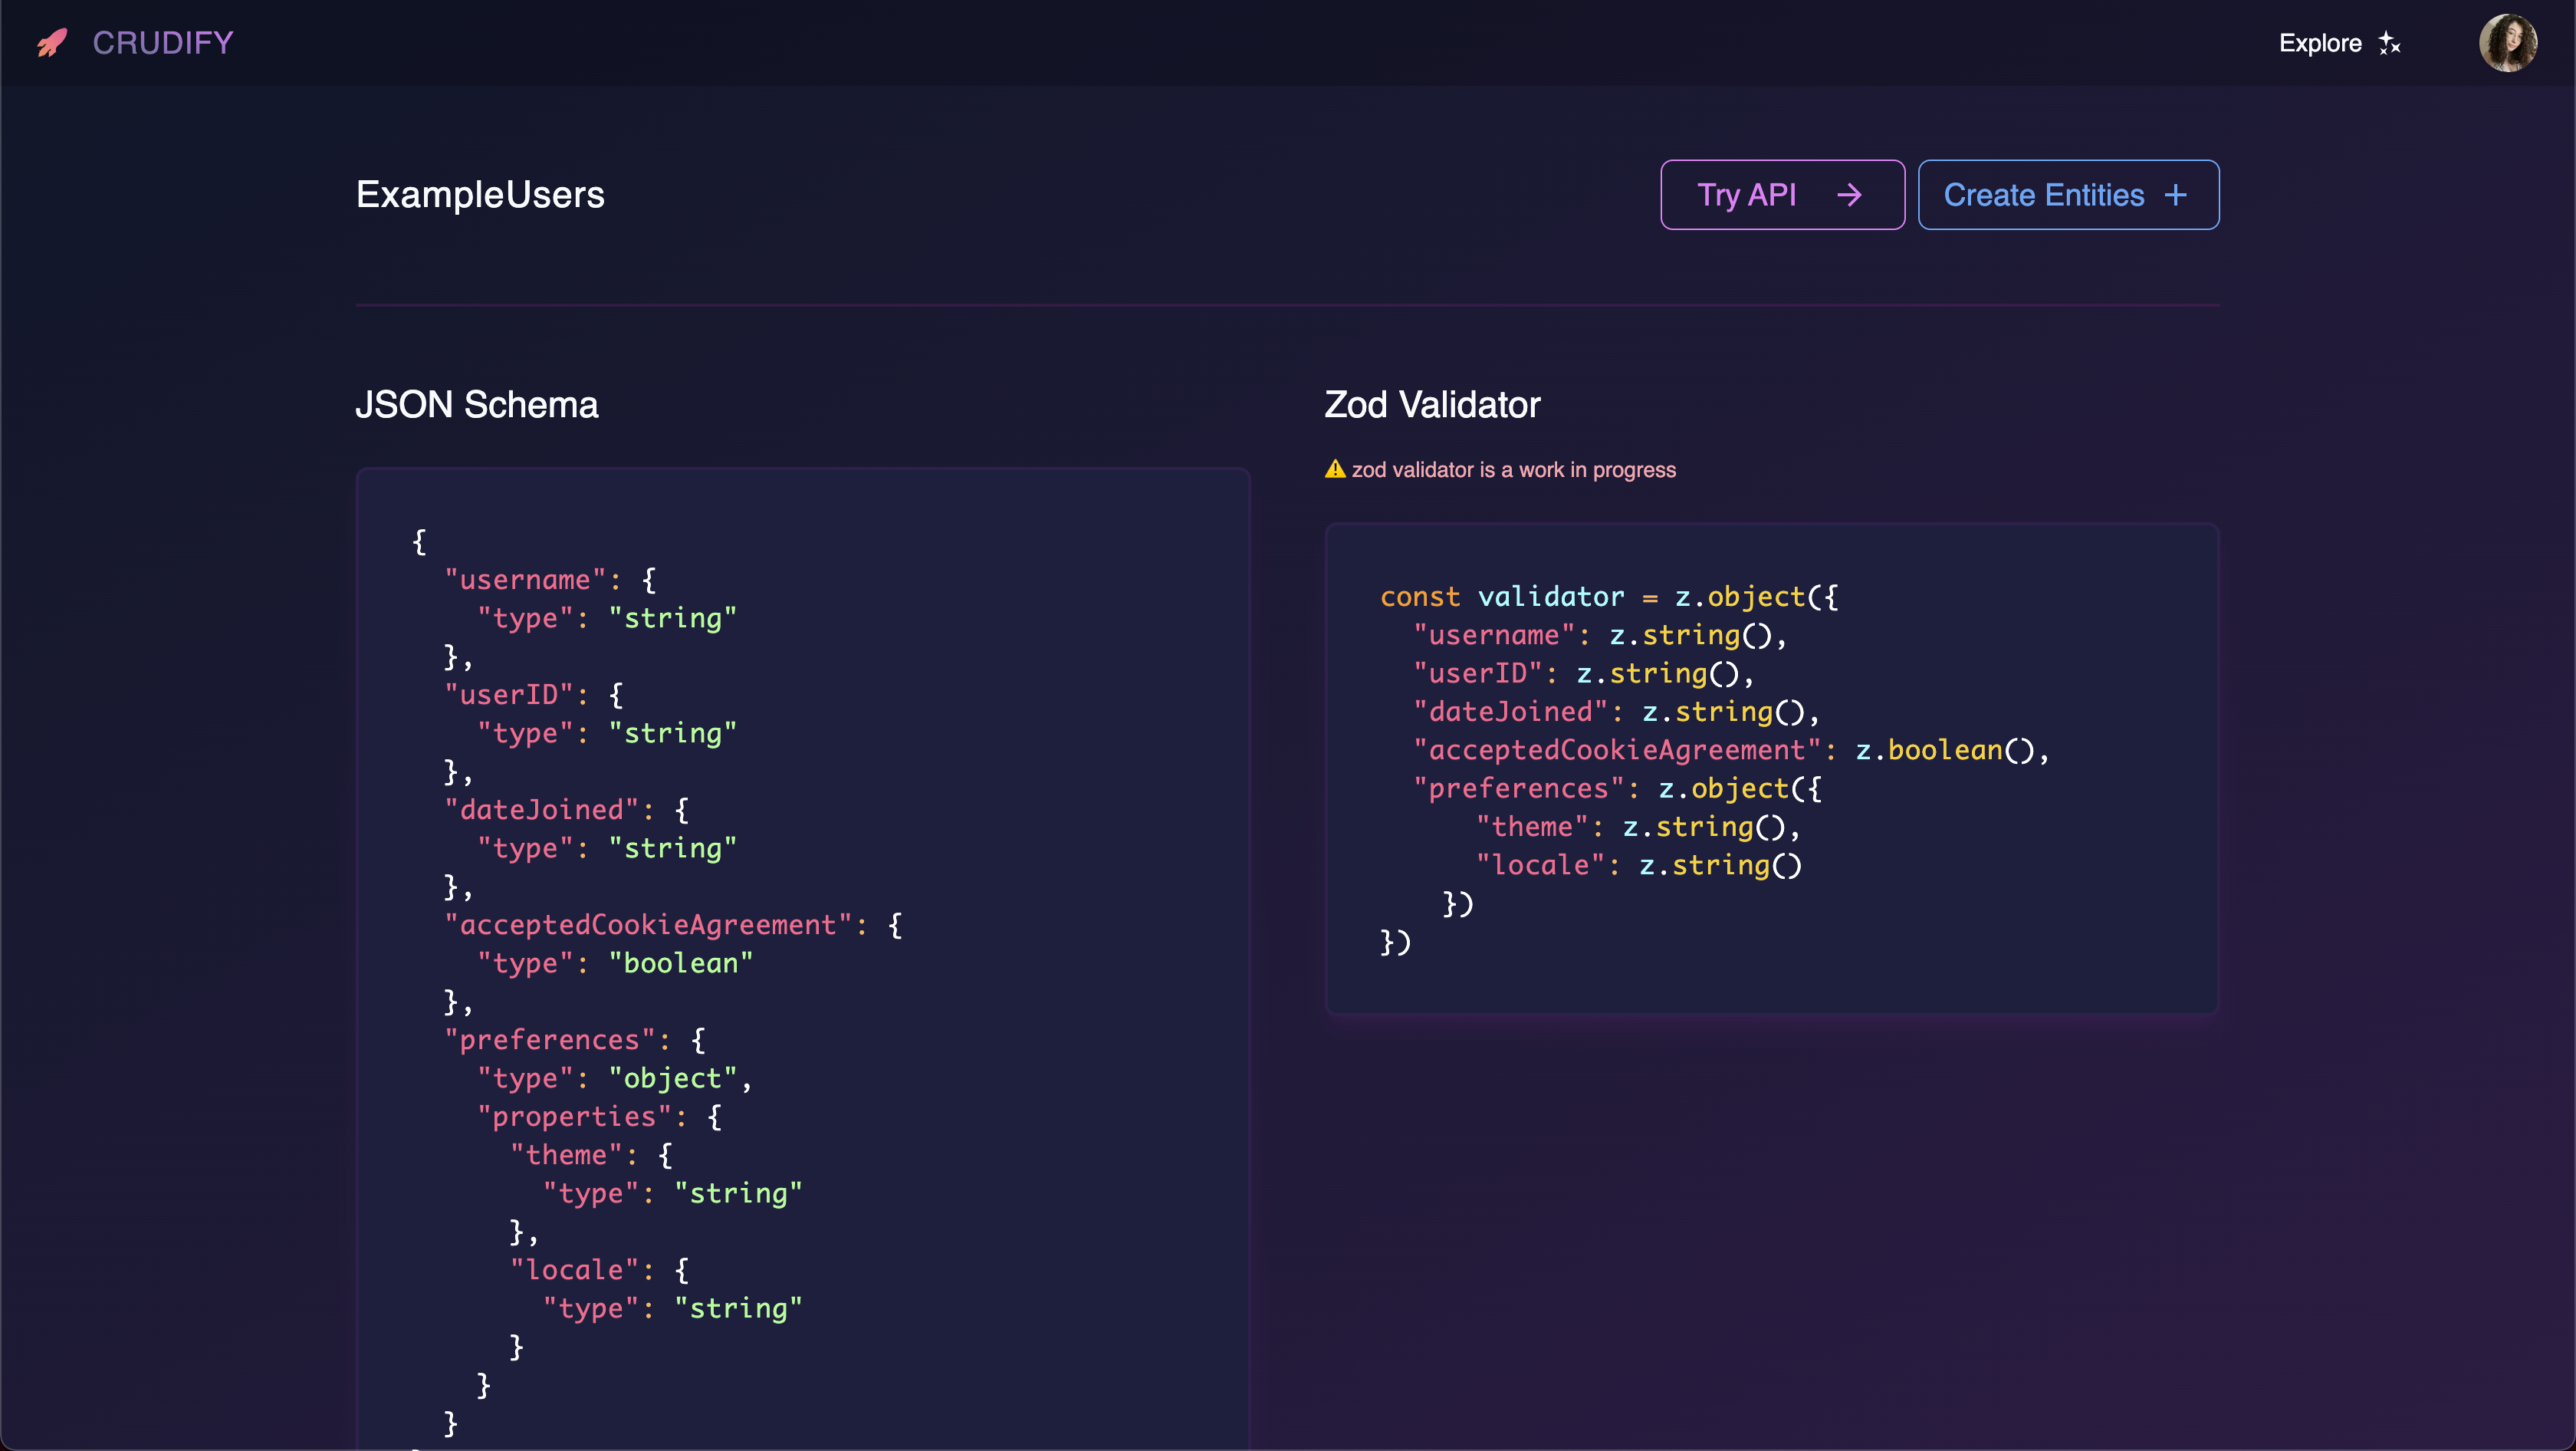 CRUDIFY
Explore
ExampleUsers
Try API →
Create Entities +
JSON Schema
{
  "username": {
    "type": "string"
  },
  "userID": {
    "type": "string"
  },
  "dateJoined": {
    "type": "string"
  },
  "acceptedCookieAgreement": {
    "type": "boolean"
  },
  "preferences": {
    "type": "object",
    "properties": {
      "theme": {
        "type": "string"
      },
      "locale": {
        "type": "string"
      }
    }
  }
Zod Validator
⚠️ zod validator is a work in progress
const validator = z.object({
  "username": z.string(),
  "userID": z.string(),
  "dateJoined": z.string(),
  "acceptedCookieAgreement": z.boolean(),
  "preferences": z.object({
      "theme": z.string(),
      "locale": z.string()
    })
})